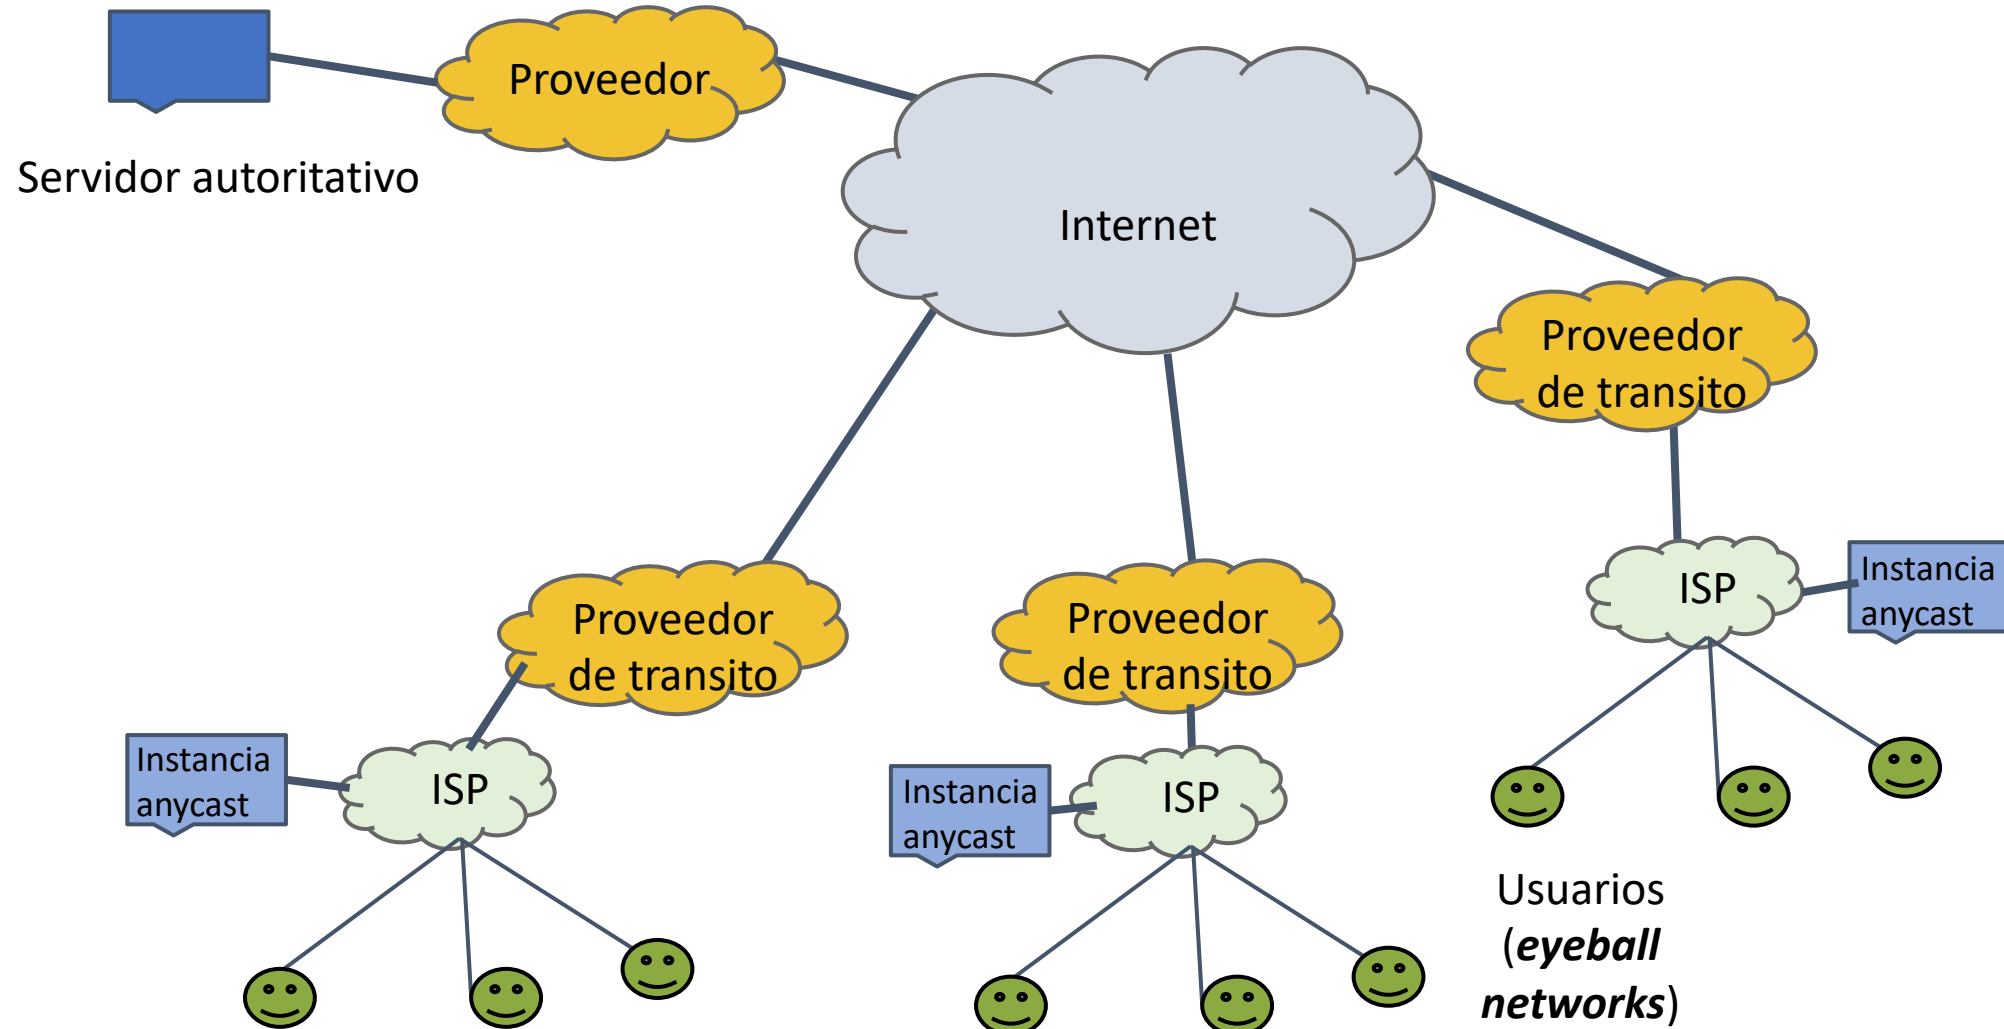 Proveedor
Servidor autoritativo
Internet
Proveedor
de transito
Proveedor
de transito
Proveedor
de transito
ISP
Instancia
anycast
Instancia
anycast
ISP
Instancia
anycast
ISP
Usuarios
(eyeball
networks)